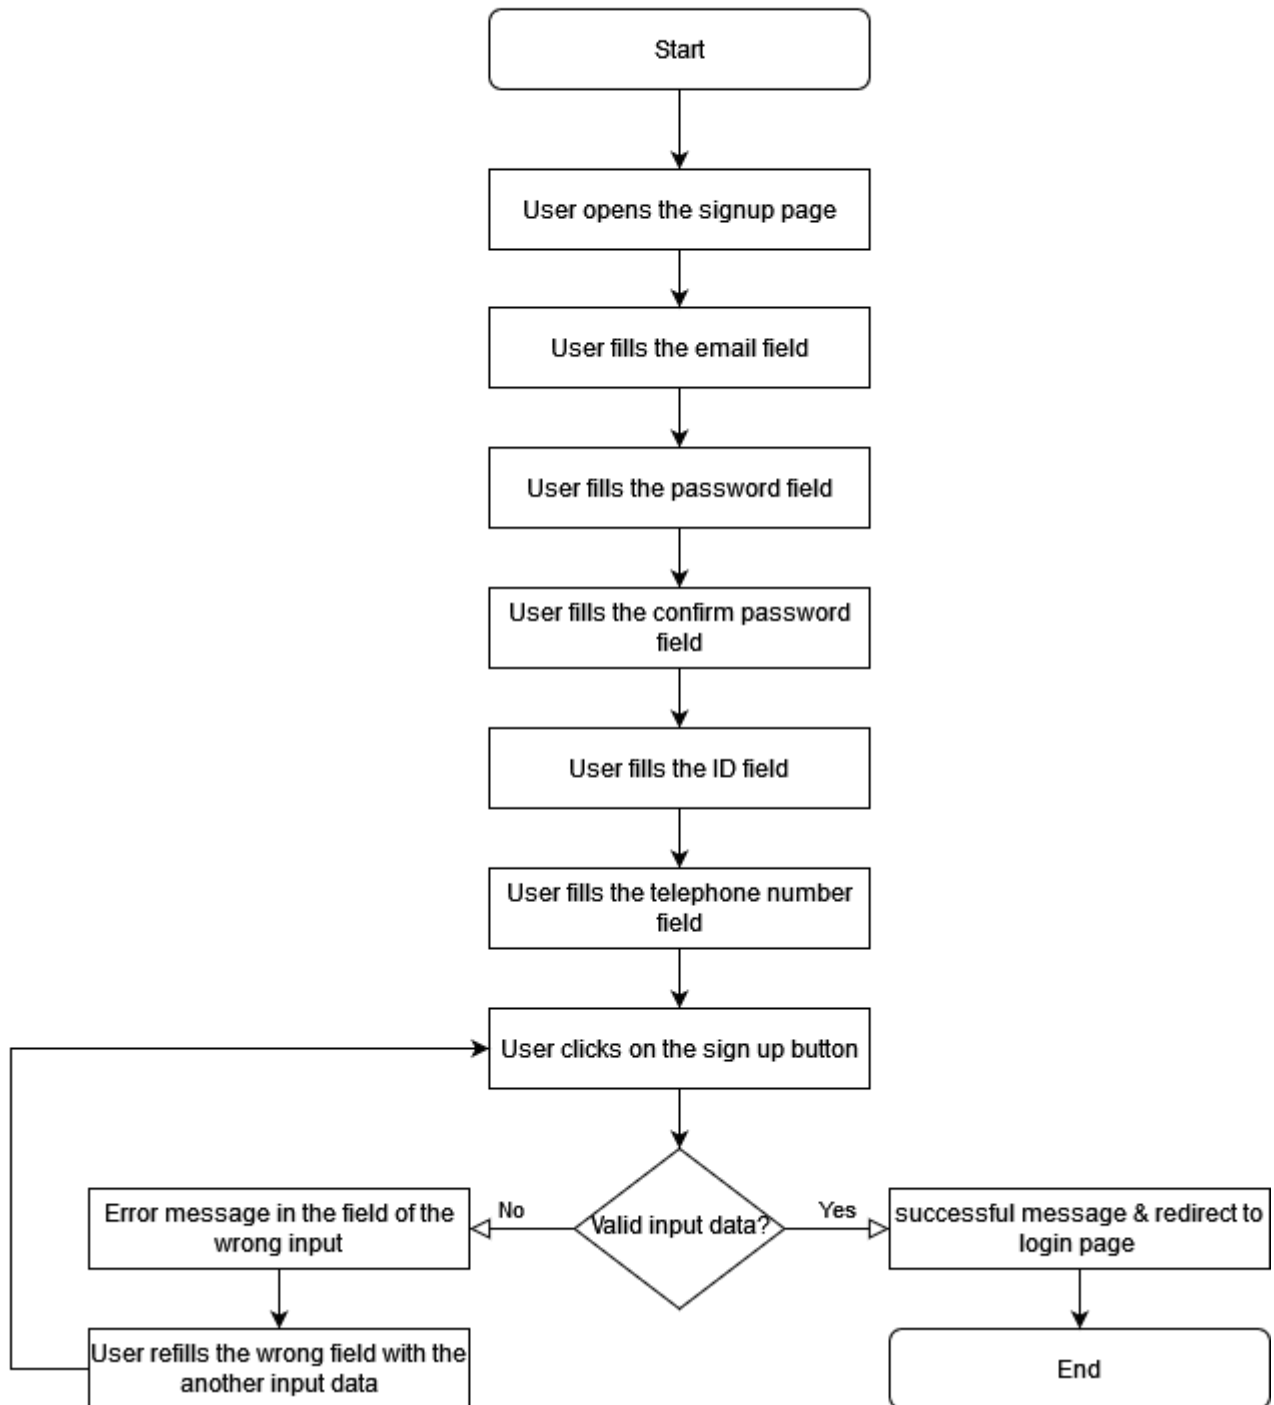 Start
User opens the signup page
User fills the email field
User fills the password field
User fills the confirm password
field
User fills the ID field
User fills the telephone number
field
User clicks on the sign up button
Valid input data?
No
Yes
Error message in the field of the
wrong input
successful message & redirect to
login page
User refills the wrong field with the
another input data
End